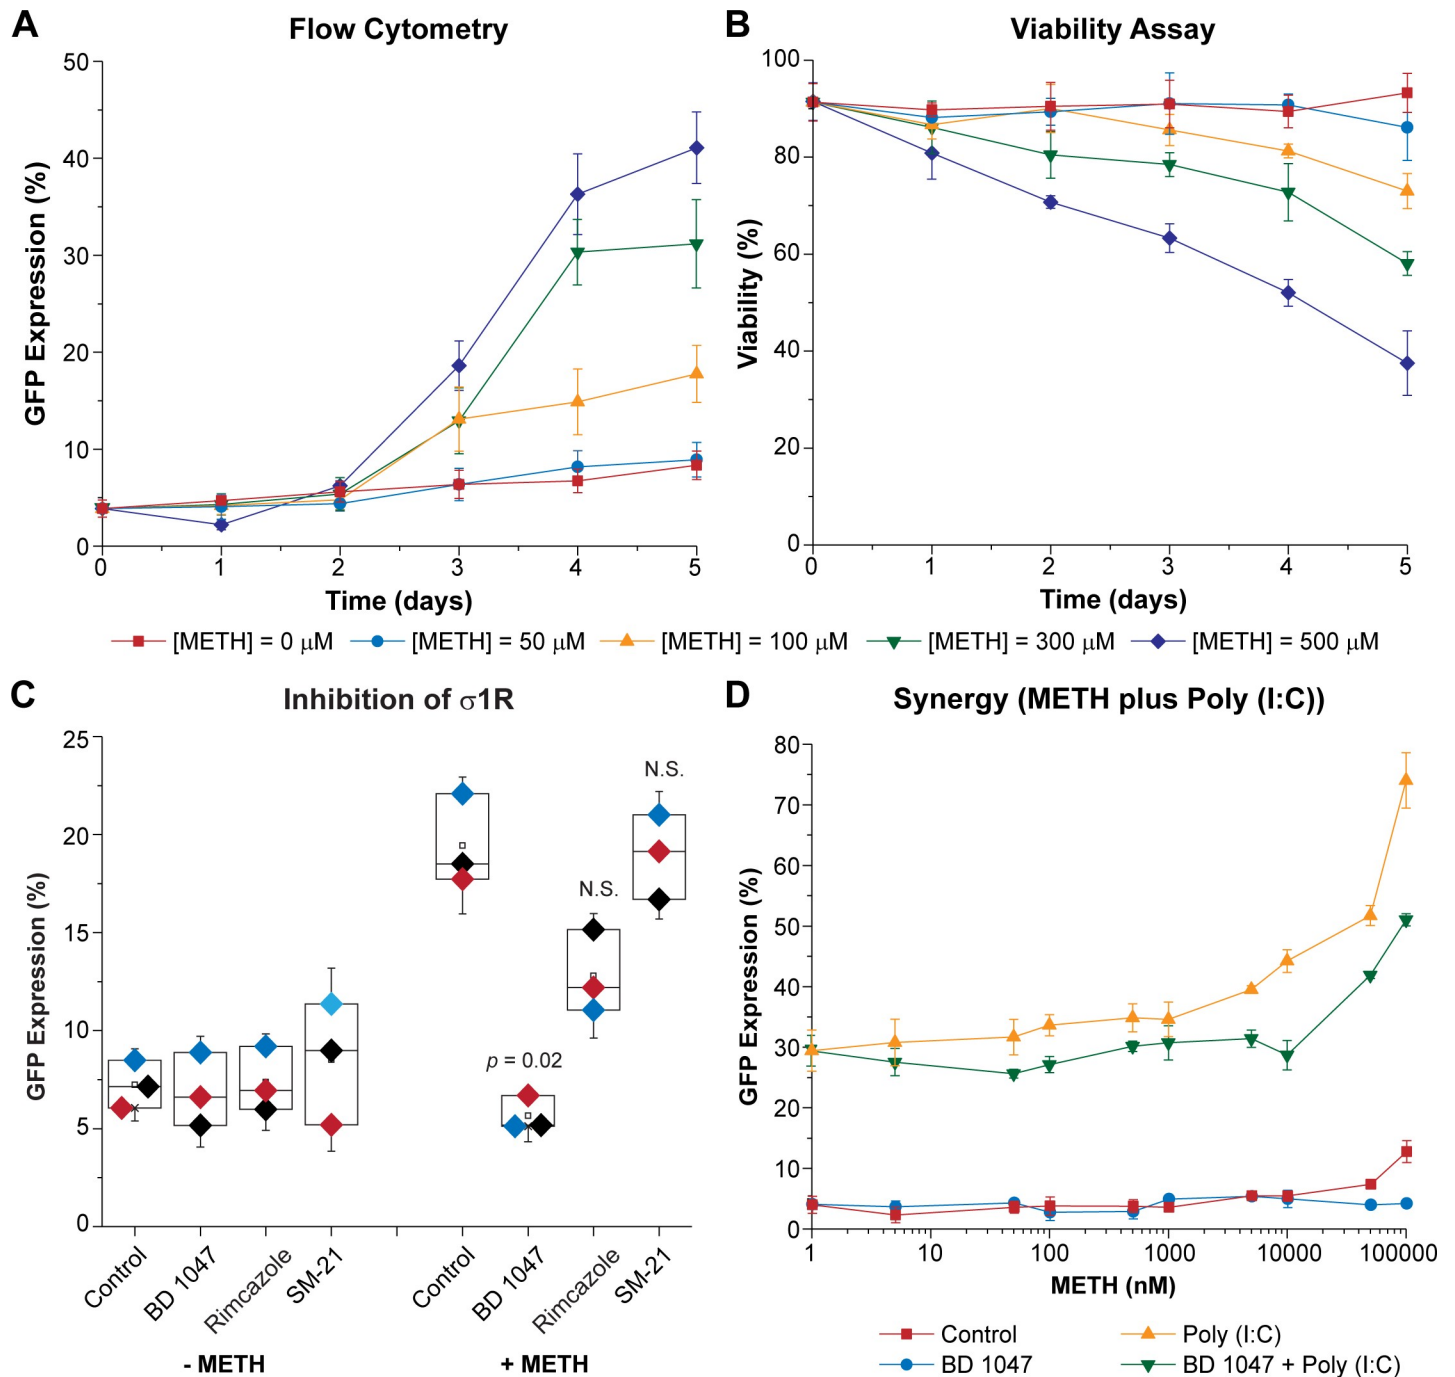 A
Flow Cytometry
50
40
30
20
10
0
GFP Expression (%)
0 1 2 3 4 5
Time (days)
B
Viability Assay
100
80
60
40
20
0
Viability (%)
0 1 2 3 4 5
Time (days)
[METH] = 0 μM [METH] = 50 μM [METH] = 100 μM [METH] = 300 μM [METH] = 500 μM
C
Inhibition of σ1R
25
20
15
10
5
0
GFP Expression (%)
N.S.
N.S.
p = 0.02
Control BD 1047 Rimcazole SM-21 Control BD 1047 Rimcazole SM-21
- METH + METH
D
Synergy (METH plus Poly (I:C))
80
70
60
50
40
30
20
10
0
GFP Expression (%)
1 10 100 1000 10000 100000
METH (nM)
Control Poly (I:C)
BD 1047 BD 1047 + Poly (I:C)